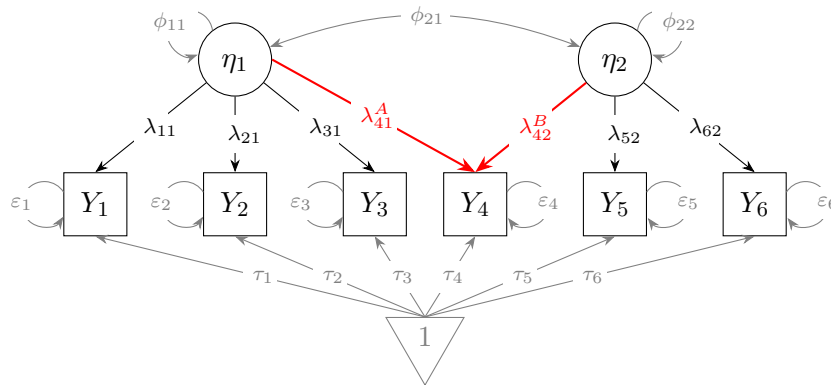 ϕ₁₁ ϕ₂₁ ϕ₂₂
η₁ η₂
λ₁₁ λ₂₁ λ₃₁ λ₄₁ᴬ λ₄₂ᴮ λ₅₂ λ₆₂
ε₁ Y₁ ε₂ Y₂ ε₃ Y₃ Y₄ ε₄ Y₅ ε₅ Y₆ ε₆
τ₁ τ₂ τ₃ τ₄ τ₅ τ₆
1